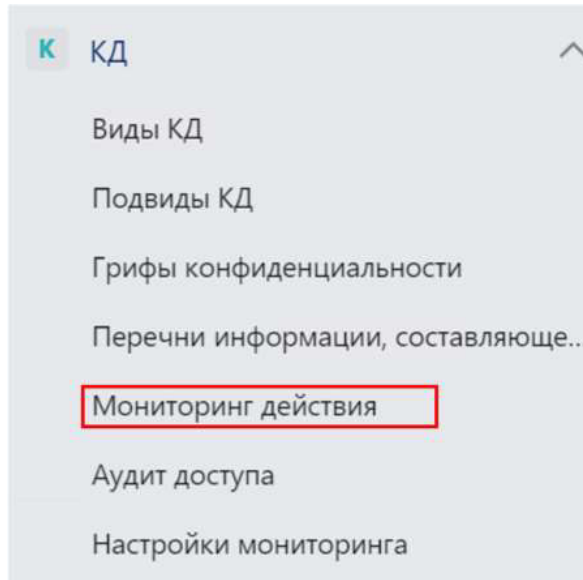 К КД
Виды КД
Подвиды КД
Грифы конфиденциальности
Перечни информации, составляюще..
Мониторинг действия
Аудит доступа
Настройки мониторинга